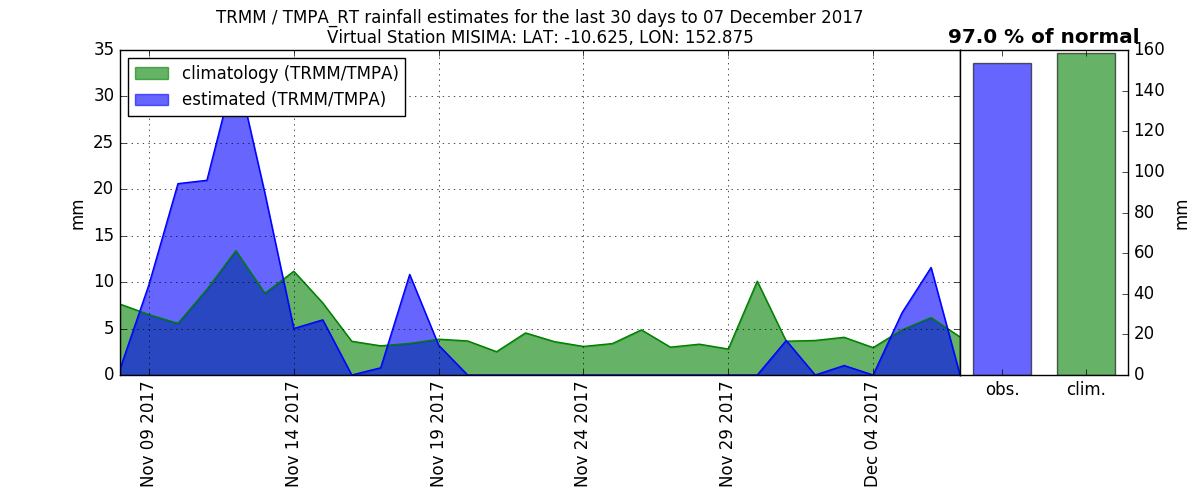 TRMM / TMPA_RT rainfall estimates for the last 30 days to 07 December 2017
Virtual Station MISIMA: LAT: -10.625, LON: 152.875
97.0 % of normal
climatology (TRMM/TMPA)
estimated (TRMM/TMPA)
35
30
25
20
15
10
5
0
mm
Nov 09 2017
Nov 14 2017
Nov 19 2017
Nov 24 2017
Nov 29 2017
Dec 04 2017
obs.
clim.
160
140
120
100
80
60
40
20
0
mm